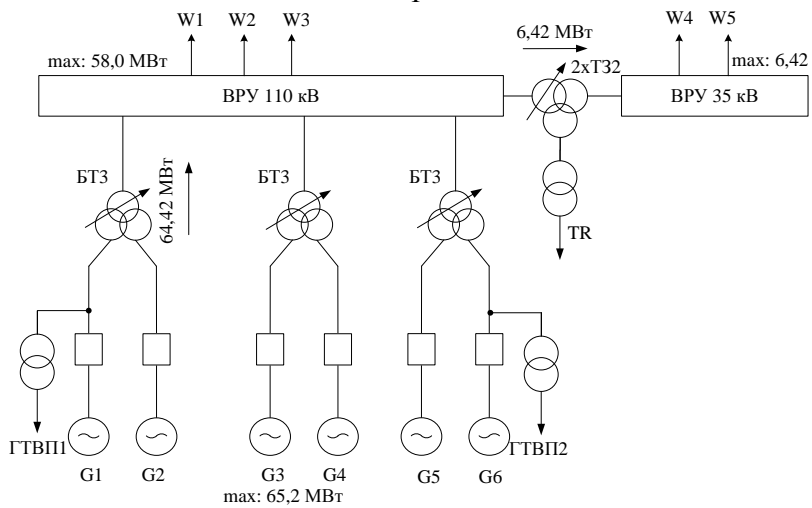 W1 W2 W3
6,42 МВт
W4 W5
max: 58,0 МВт
2хТЗ2
max: 6,42
ВРУ 110 кВ
ВРУ 35 кВ
БТЗ
64,42 МВт
БТЗ
БТЗ
TR
ГТВП1
G1
G2
G3
G4
G5
G6
ГТВП2
max: 65,2 МВт